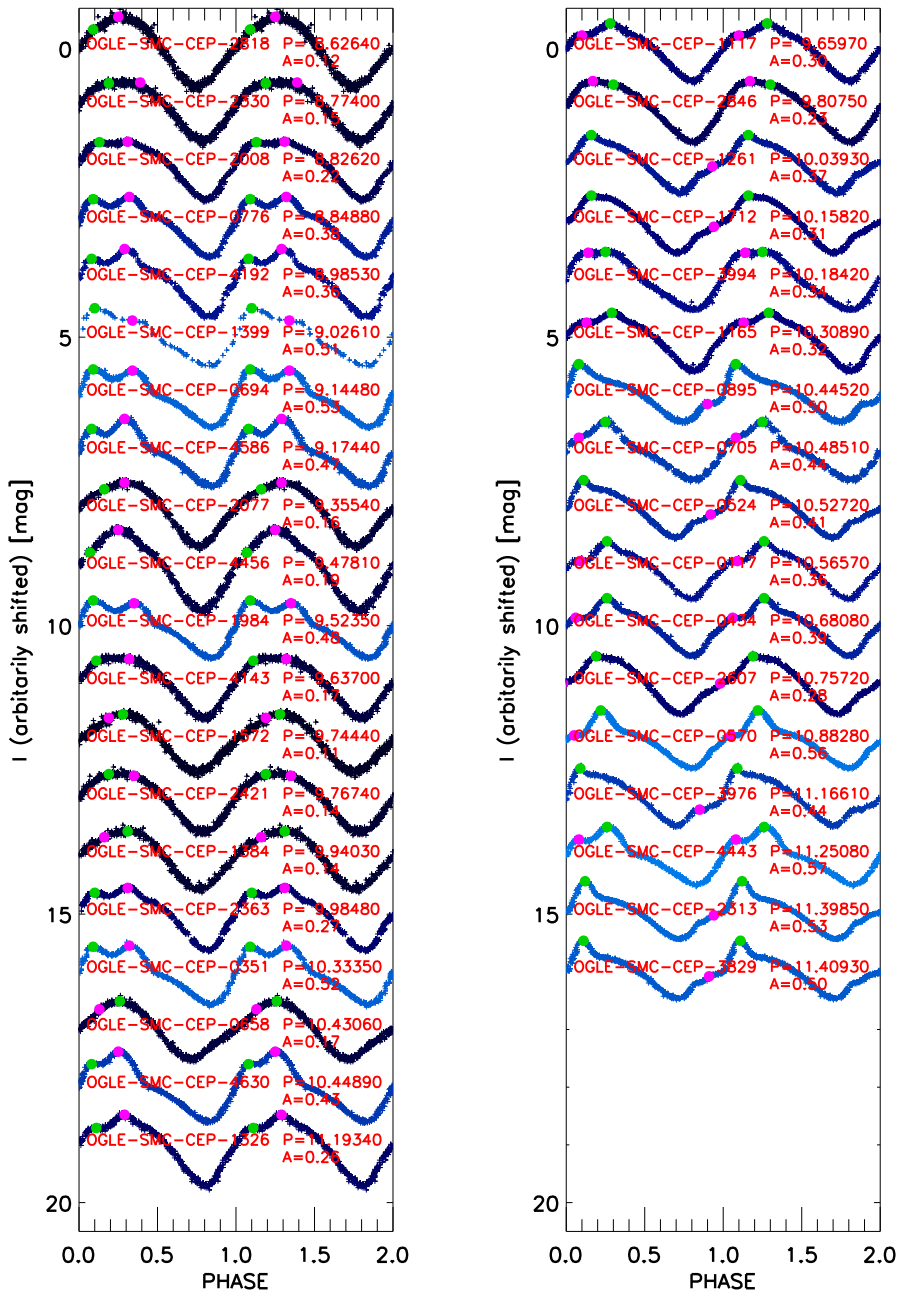 0
5
10
15
20
I (arbitarily shifted) [mag]
OGLE-SMC-CEP-2818 P= 8.62640
A=0.12
OGLE-SMC-CEP-2530 P= 8.77400
A=0.15
OGLE-SMC-CEP-2008 P= 8.82620
A=0.22
OGLE-SMC-CEP-0776 P= 8.84880
A=0.38
OGLE-SMC-CEP-4192 P= 8.98530
A=0.36
OGLE-SMC-CEP-1399 P= 9.02610
A=0.51
OGLE-SMC-CEP-0694 P= 9.14480
A=0.53
OGLE-SMC-CEP-4586 P= 9.17440
A=0.47
OGLE-SMC-CEP-2077 P= 9.35540
A=0.16
OGLE-SMC-CEP-4456 P= 9.47810
A=0.19
OGLE-SMC-CEP-1984 P= 9.52350
A=0.48
OGLE-SMC-CEP-4143 P= 9.63700
A=0.17
OGLE-SMC-CEP-1572 P= 9.74440
A=0.11
OGLE-SMC-CEP-2421 P= 9.76740
A=0.14
P= 9.94030
A=0.14
OGLE-SMC-CEP-2363 P= 9.98480
A=0.27
OGLE-SMC-CEP-0351 P=10.33350
A=0.52
OGLE-SMC-CEP-0658 P=10.43060
A=0.17
OGLE-SMC-CEP-4630 P=10.44890
A=0.43
OGLE-SMC-CEP-1526 P=11.19340
A=0.26
0.0 0.5 1.0 1.5 2.0
PHASE
0
5
10
15
20
I (arbitarily shifted) [mag]
OGLE-SMC-CEP-1117 P= 9.65970
A=0.30
OGLE-SMC-CEP-2846 P= 9.80750
A=0.23
OGLE-SMC-CEP-1261 P=10.03930
A=0.37
OGLE-SMC-CEP-1712 P=10.15820
A=0.31
OGLE-SMC-CEP-3994 P=10.18420
A=0.34
OGLE-SMC-CEP-1165 P=10.30890
A=0.32
OGLE-SMC-CEP-0895 P=10.44520
A=0.50
OGLE-SMC-CEP-0705 P=10.48510
A=0.44
OGLE-SMC-CEP-0524 P=10.52720
A=0.41
OGLE-SMC-CEP-0117 P=10.56570
A=0.36
OGLE-SMC-CEP-0454 P=10.68080
A=0.39
OGLE-SMC-CEP-2607 P=10.75720
A=0.28
OGLE-SMC-CEP-0570 P=10.88280
A=0.56
OGLE-SMC-CEP-3976 P=11.16610
A=0.44
OGLE-SMC-CEP-4443 P=11.25080
A=0.57
OGLE-SMC-CEP-2313 P=11.39850
A=0.53
OGLE-SMC-CEP-3829 P=11.40930
A=0.50
0.0 0.5 1.0 1.5 2.0
PHASE